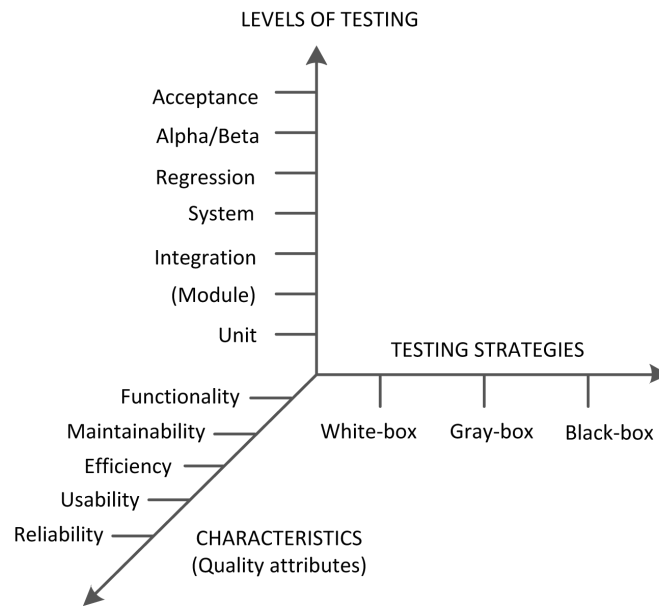 LEVELS OF TESTING
Acceptance
Alpha/Beta
Regression
System
Integration
(Module)
Unit
TESTING STRATEGIES
White-box
Gray-box
Black-box
Functionality
Maintainability
Efficiency
Usability
Reliability
CHARACTERISTICS
(Quality attributes)